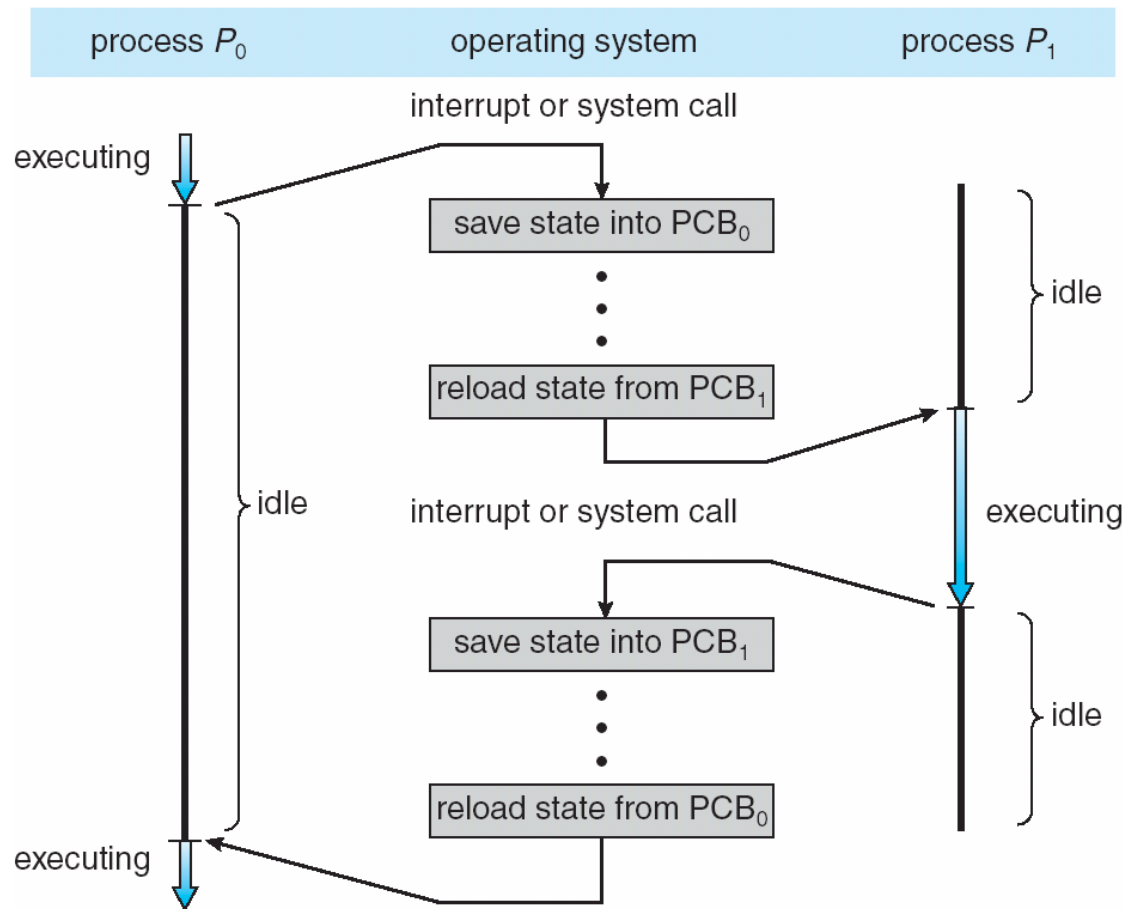 process P₀ operating system process P₁
interrupt or system call
executing
save state into PCB₀
idle
reload state from PCB₁
idle
interrupt or system call
executing
save state into PCB₁
idle
reload state from PCB₀
executing